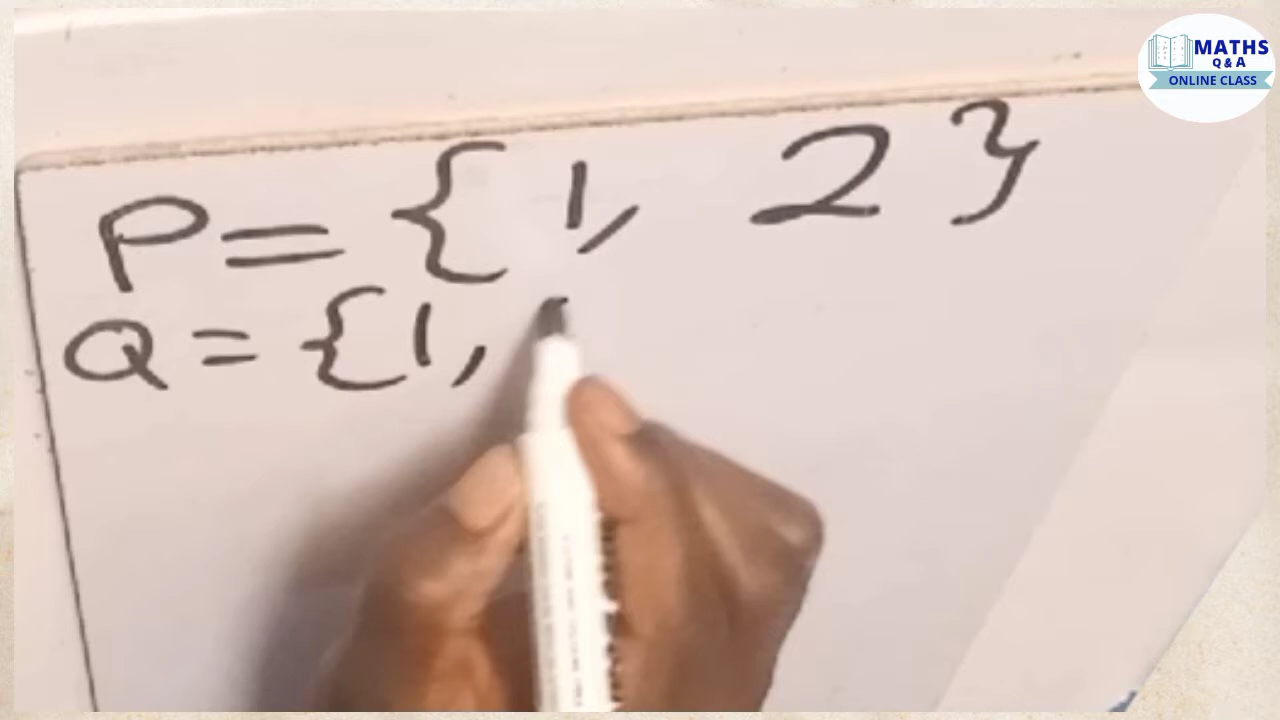 MATHS
Q & A
ONLINE CLASS
P = { 1, 2 }
Q = { 1,